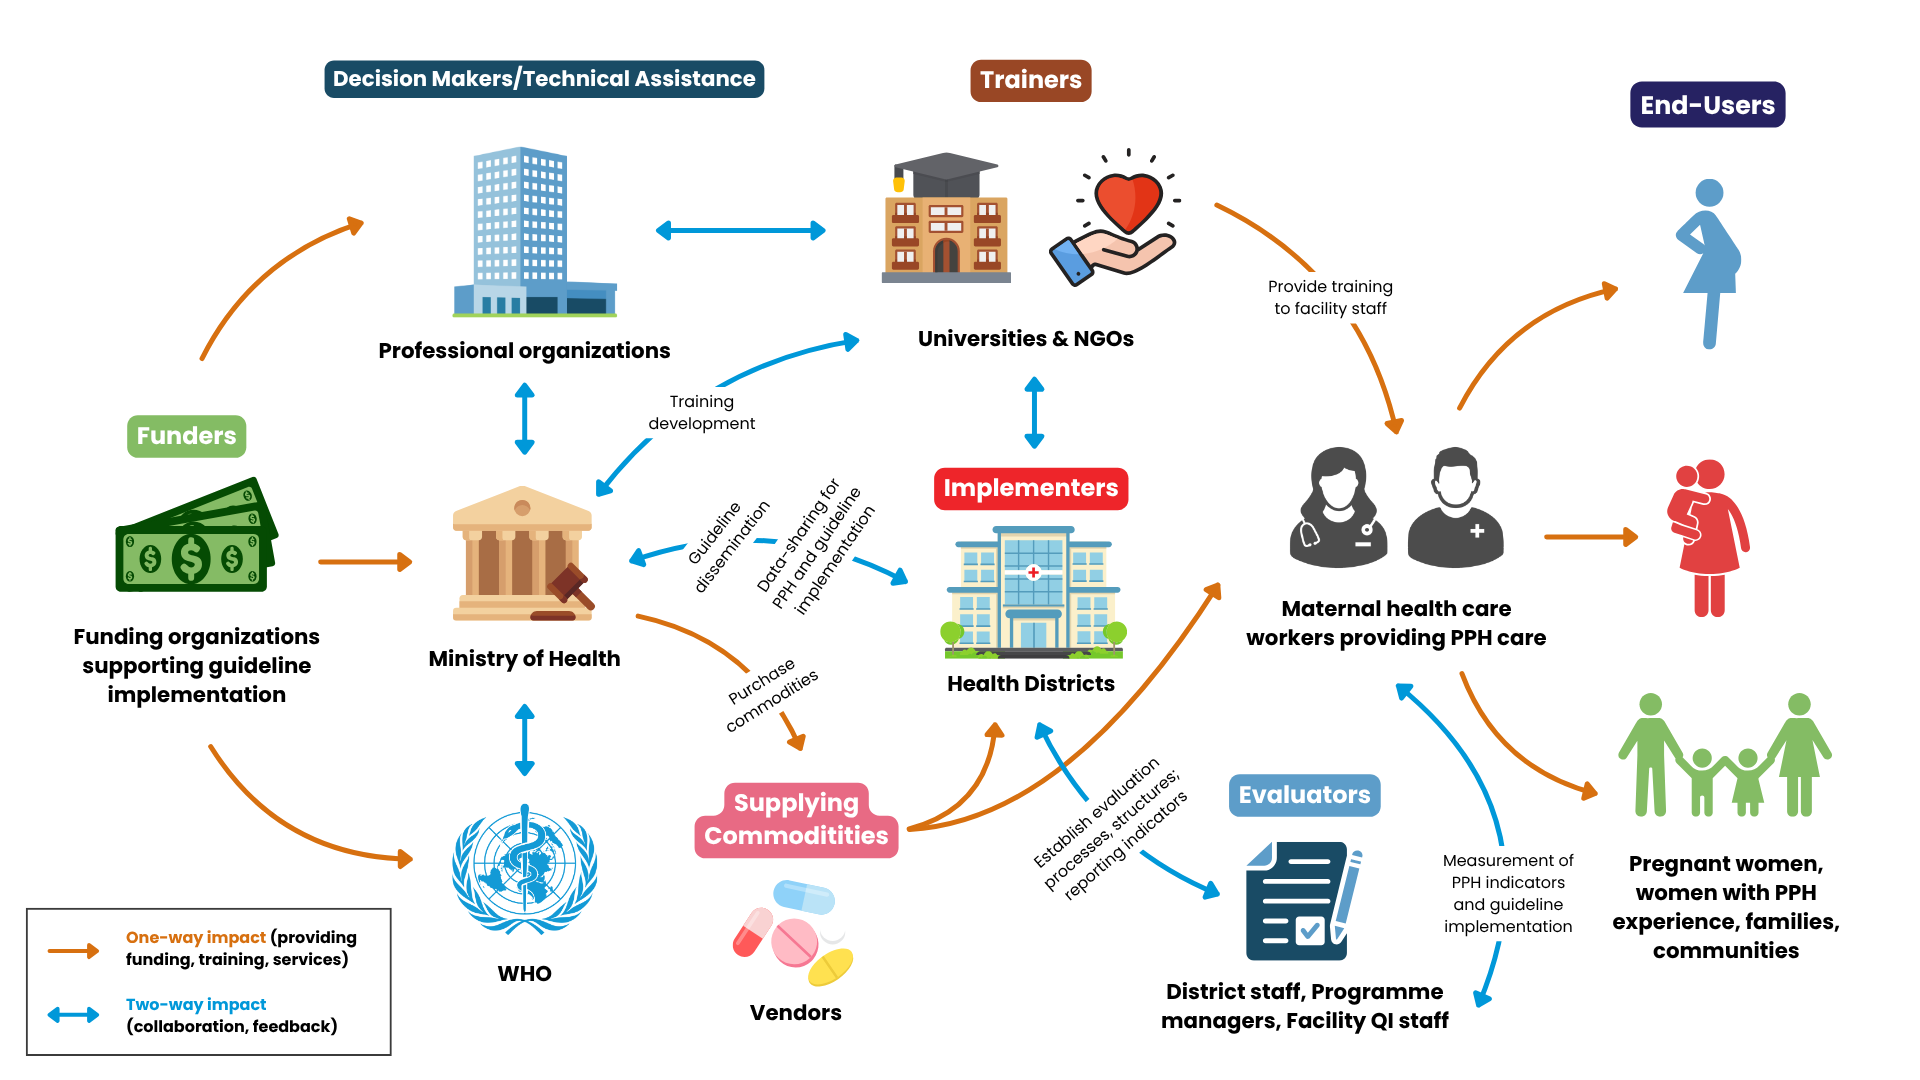 Decision Makers/Technical Assistance
Trainers
End-Users
Professional organizations
Universities & NGOs
Provide training
to facility staff
Training
development
Funders
Funding organizations
supporting guideline
implementation
Ministry of Health
Guideline
dissemination
Data-sharing for
PPH and guideline
implementation
Implementers
Health Districts
Maternal health care
workers providing PPH care
Purchase
commodities
Supplying
Commoditities
Vendors
WHO
Establish evaluation
processes, structures;
reporting indicators
Evaluators
District staff, Programme
managers, Facility QI staff
Measurement of
PPH indicators
and guideline
implementation
Pregnant women,
women with PPH
experience, families,
communities
One-way impact (providing
funding, training, services)
Two-way impact
(collaboration, feedback)